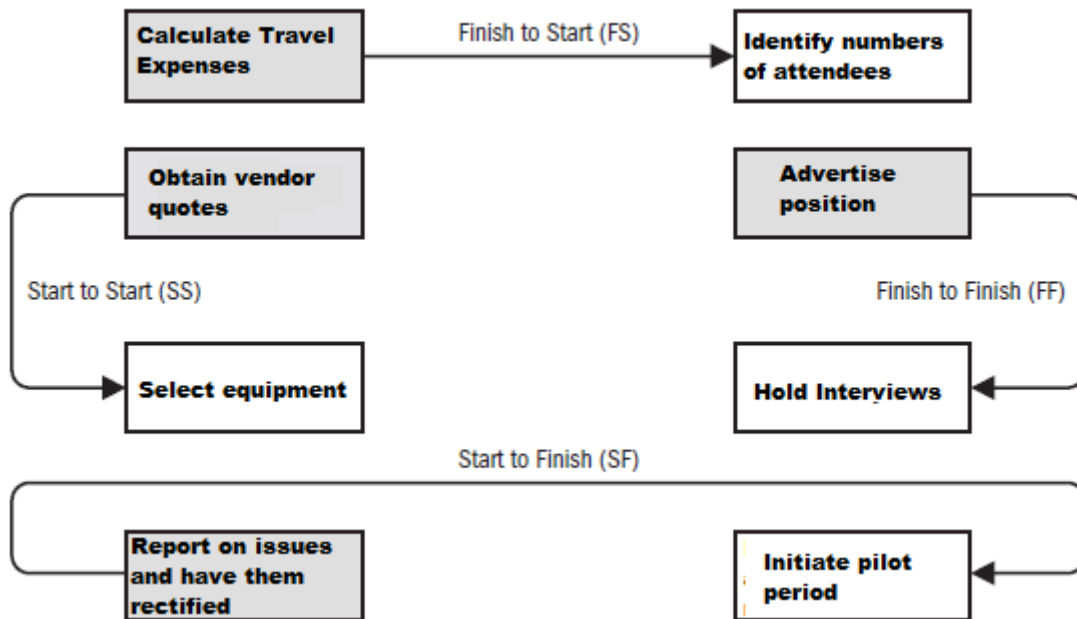 Calculate Travel
Expenses
Finish to Start (FS)
Identify numbers
of attendees
Obtain vendor
quotes
Advertise
position
Start to Start (SS)
Finish to Finish (FF)
Select equipment
Hold Interviews
Start to Finish (SF)
Report on issues
and have them
rectified
Initiate pilot
period